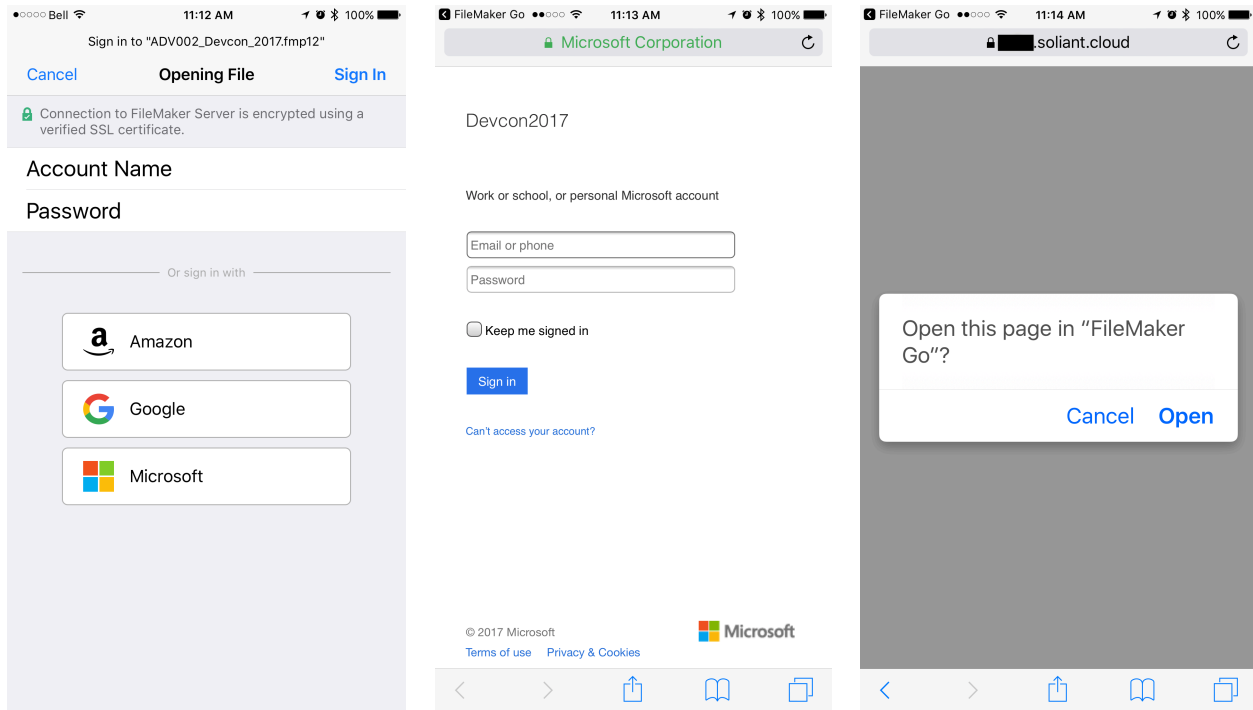 Bell 11:12 AM 100%
Sign in to "ADV002_Devcon_2017.fmp12"
Cancel Opening File Sign In
Connection to FileMaker Server is encrypted using a
verified SSL certificate.
Account Name
Password
Or sign in with
Amazon
Google
Microsoft
FileMaker Go 11:13 AM 100%
Microsoft Corporation
Devcon2017
Work or school, or personal Microsoft account
Email or phone
Password
Keep me signed in
Sign in
Can't access your account?
© 2017 Microsoft
Microsoft
Terms of use Privacy & Cookies
FileMaker Go 11:14 AM 100%
.soliant.cloud
Open this page in “FileMaker
Go”?
Cancel Open